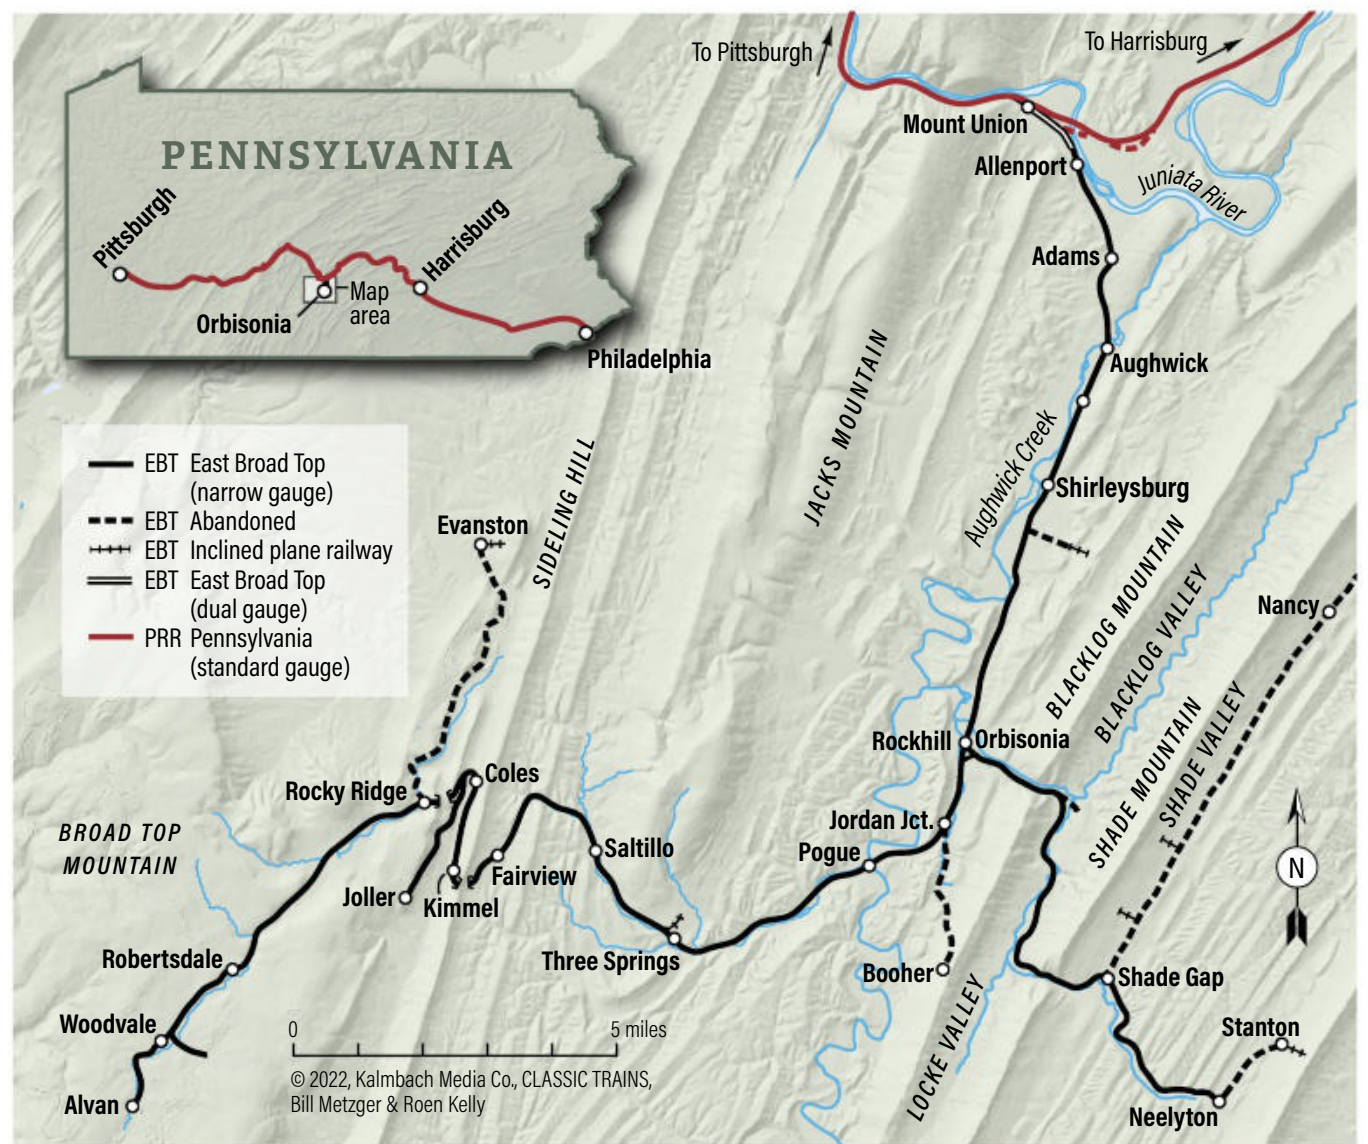 To Pittsburgh
To Harrisburg
Mount Union
Allenport
Juniata River
Adams
Aughwick
PENNSYLVANIA
Pittsburgh
Harrisburg
Map
area
Orbisonia
Philadelphia
JACKS MOUNTAIN
Aughwick Creek
SIDELING HILL
EBT East Broad Top
(narrow gauge)
EBT Abandoned
EBT Inclined plane railway
EBT East Broad Top
(dual gauge)
PRR Pennsylvania
(standard gauge)
Evanston
Shirleysburg
BLACKLOG MOUNTAIN
BLACKLOG VALLEY
Nancy
SHADE MOUNTAIN
SHADE VALLEY
Rockhill
Orbisonia
Coles
Rocky Ridge
BROAD TOP
MOUNTAIN
Jordan Jct.
Pogue
Saltillo
Fairview
Joller
Kimmel
Three Springs
Robertsdale
Booher
Shade Gap
LOCKE VALLEY
Woodvale
Stanton
Alvan
Neelyton
N
0 5 miles
© 2022, Kalmbach Media Co., CLASSIC TRAINS,
Bill Metzger & Roen Kelly